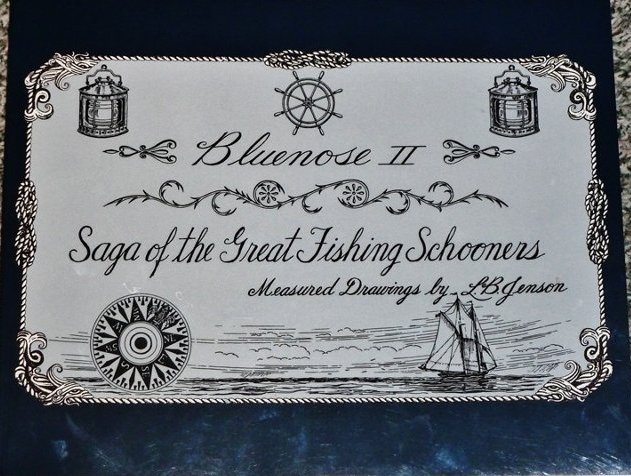 Bluenose II
Saga of the Great Fishing Schooners
Measured Drawings by L.B. Jenson